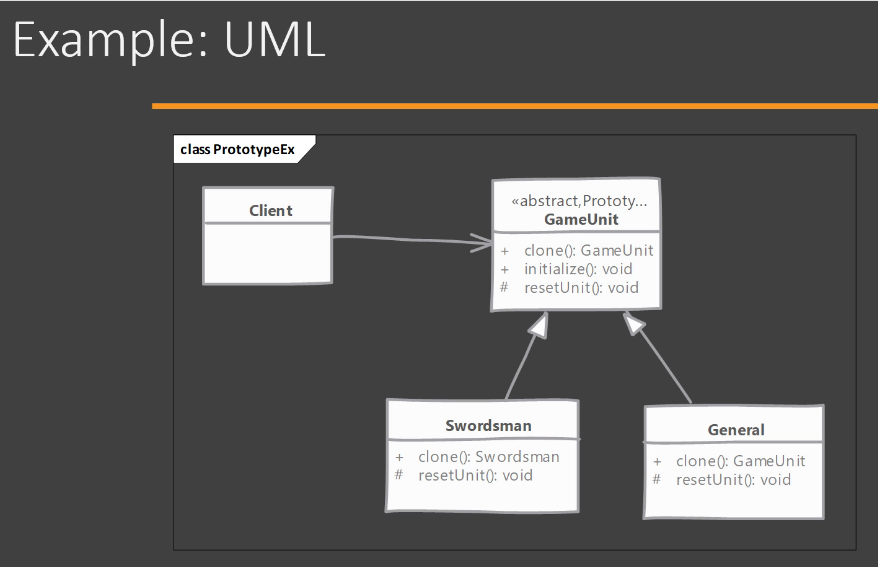 Example: UML
class PrototypeEx
Client
«abstract,Prototy...
GameUnit
+ clone(): GameUnit
+ initialize(): void
# resetUnit(): void
Swordsman
+ clone(): Swordsman
# resetUnit(): void
General
+ clone(): GameUnit
# resetUnit(): void